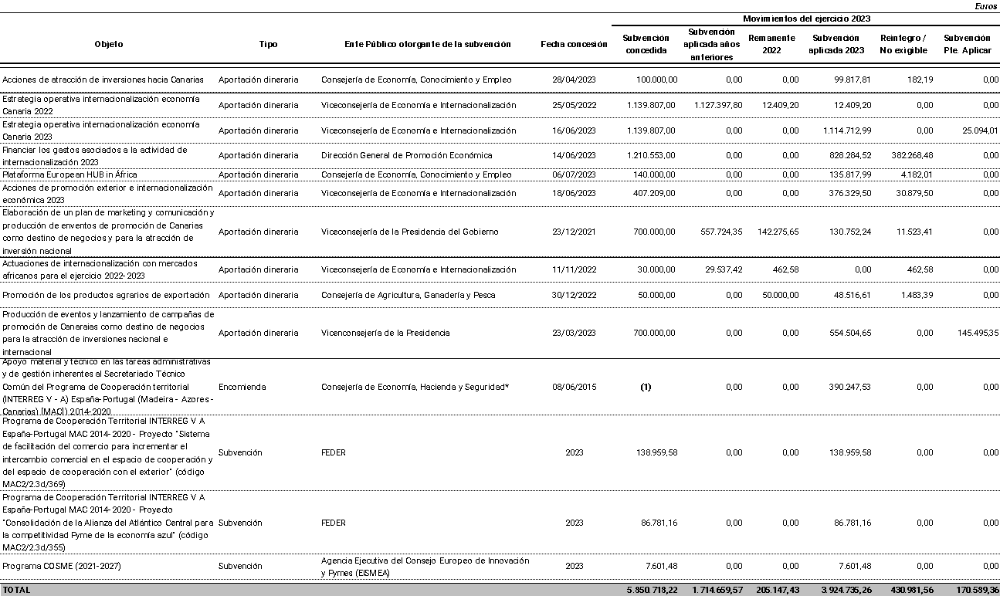 Euros
Movimientos del ejercicio 2023
Objeto Tipo Ente Público otorgante de la subvención Fecha concesión Subvención concedida Subvención aplicada años anteriores Remanente 2022 Subvención aplicada 2023 Reintegro / No exigible Subvención Pte. Aplicar
Acciones de atracción de inversiones hacia Canarias Aportación dineraria Consejería de Economía, Conocimiento y Empleo 28/04/2023 100.000,00 0,00 0,00 99.817,81 182,19 0,00
Estrategia operativa internacionalización economía
Canaria 2022 Aportación dineraria Viceconsejería de Economía e Internacionalización 25/05/2022 1.139.807,00 1.127.397,80 12.409,20 12.409,20 0,00 0,00
Estrategia operativa internacionalización economía
Canaria 2023 Aportación dineraria Viceconsejería de Economía e Internacionalización 16/06/2023 1.139.807,00 0,00 0,00 1.114.712,99 0,00 25.094,01
Financiar los gastos asociados a la actividad de
internacionalización 2023 Aportación dineraria Dirección General de Promoción Económica 14/06/2023 1.210.553,00 0,00 0,00 828.284,52 382.268,48 0,00
Plataforma European HUB in África Aportación dineraria Consejería de Economía, Conocimiento y Empleo 06/07/2023 140.000,00 0,00 0,00 135.817,99 4.182,01 0,00
Acciones de promoción exterior e internacionalización
económica 2023 Aportación dineraria Viceconsejería de Economía e Internacionalización 18/06/2023 407.209,00 0,00 0,00 376.329,50 30.879,50 0,00
Elaboración de un plan de marketing y comunicación y
producción de enventos de promoción de Canarias
como destino de negocios y para la atracción de
inversión nacional Aportación dineraria Viceconsejería de la Presidencia del Gobierno 23/12/2021 700.000,00 557.724,35 142.275,65 130.752,24 11.523,41 0,00
Actuaciones de internacionalización con mercados
africanos para el ejercicio 2022-2023 Aportación dineraria Viceconsejería de Economía e Internacionalización 11/11/2022 30.000,00 29.537,42 462,58 0,00 462,58 0,00
Promoción de los productos agrarios de exportación Aportación dineraria Consejería de Agricultura, Ganadería y Pesca 30/12/2022 50.000,00 0,00 50.000,00 48.516,61 1.483,39 0,00
Producción de eventos y lanzamiento de campañas de
promoción de Canaraias como destino de negocios
para la atracción de inversiones nacional e
internacional Aportación dineraria Vicenconsejería de la Presidencia 23/03/2023 700.000,00 0,00 0,00 554.504,65 0,00 145.495,35
Apoyo material y técnico en las tareas administrativas
y de gestión inherentes al Secretariado Técnico
Común del Programa de Cooperación territorial
(INTERREG V - A) España-Portugal (Madeira - Azores -
Canarias) [MAC]) 2014-2020 Encomienda Consejería de Economía, Hacienda y Seguridad* 08/06/2015 (1) 0,00 0,00 390.247,53 0,00 0,00
Programa de Cooperación Territorial INTERREG V A
España-Portugal MAC 2014-2020 - Proyecto "Sistema
de facilitación del comercio para incrementar el
intercambio comercial en el espacio de cooperación y
del espacio de cooperación con el exterior" (código
MAC2/2.3d/369) Subvención FEDER 2023 138.959,58 0,00 0,00 138.959,58 0,00 0,00
Programa de Cooperación Territorial INTERREG V A
España-Portugal MAC 2014-2020 - Proyecto
"Consolidación de la Alianza del Atlántico Central para
la competitividad Pyme de la economía azul" (código
MAC2/2.3d/355) Subvención FEDER 2023 86.781,16 0,00 0,00 86.781,16 0,00 0,00
Programa COSME (2021-2027) Subvención Agencia Ejecutiva del Consejo Europeo de Innovación
y Pymes (EISMEA) 2023 7.601,48 0,00 0,00 7.601,48 0,00 0,00
TOTAL 5.850.718,22 1.714.659,57 205.147,43 3.924.735,26 430.981,56 170.589,36